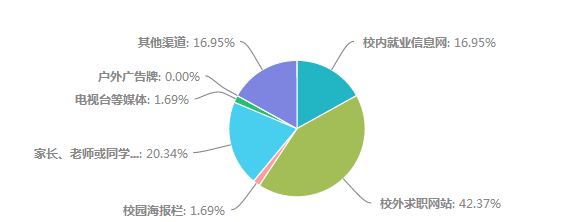 其他渠道: 16.95%
校内就业信息网: 16.95%
户外广告牌: 0.00%
电视台等媒体: 1.69%
家长、老师或同学...: 20.34%
校园海报栏: 1.69%
校外求职网站: 42.37%